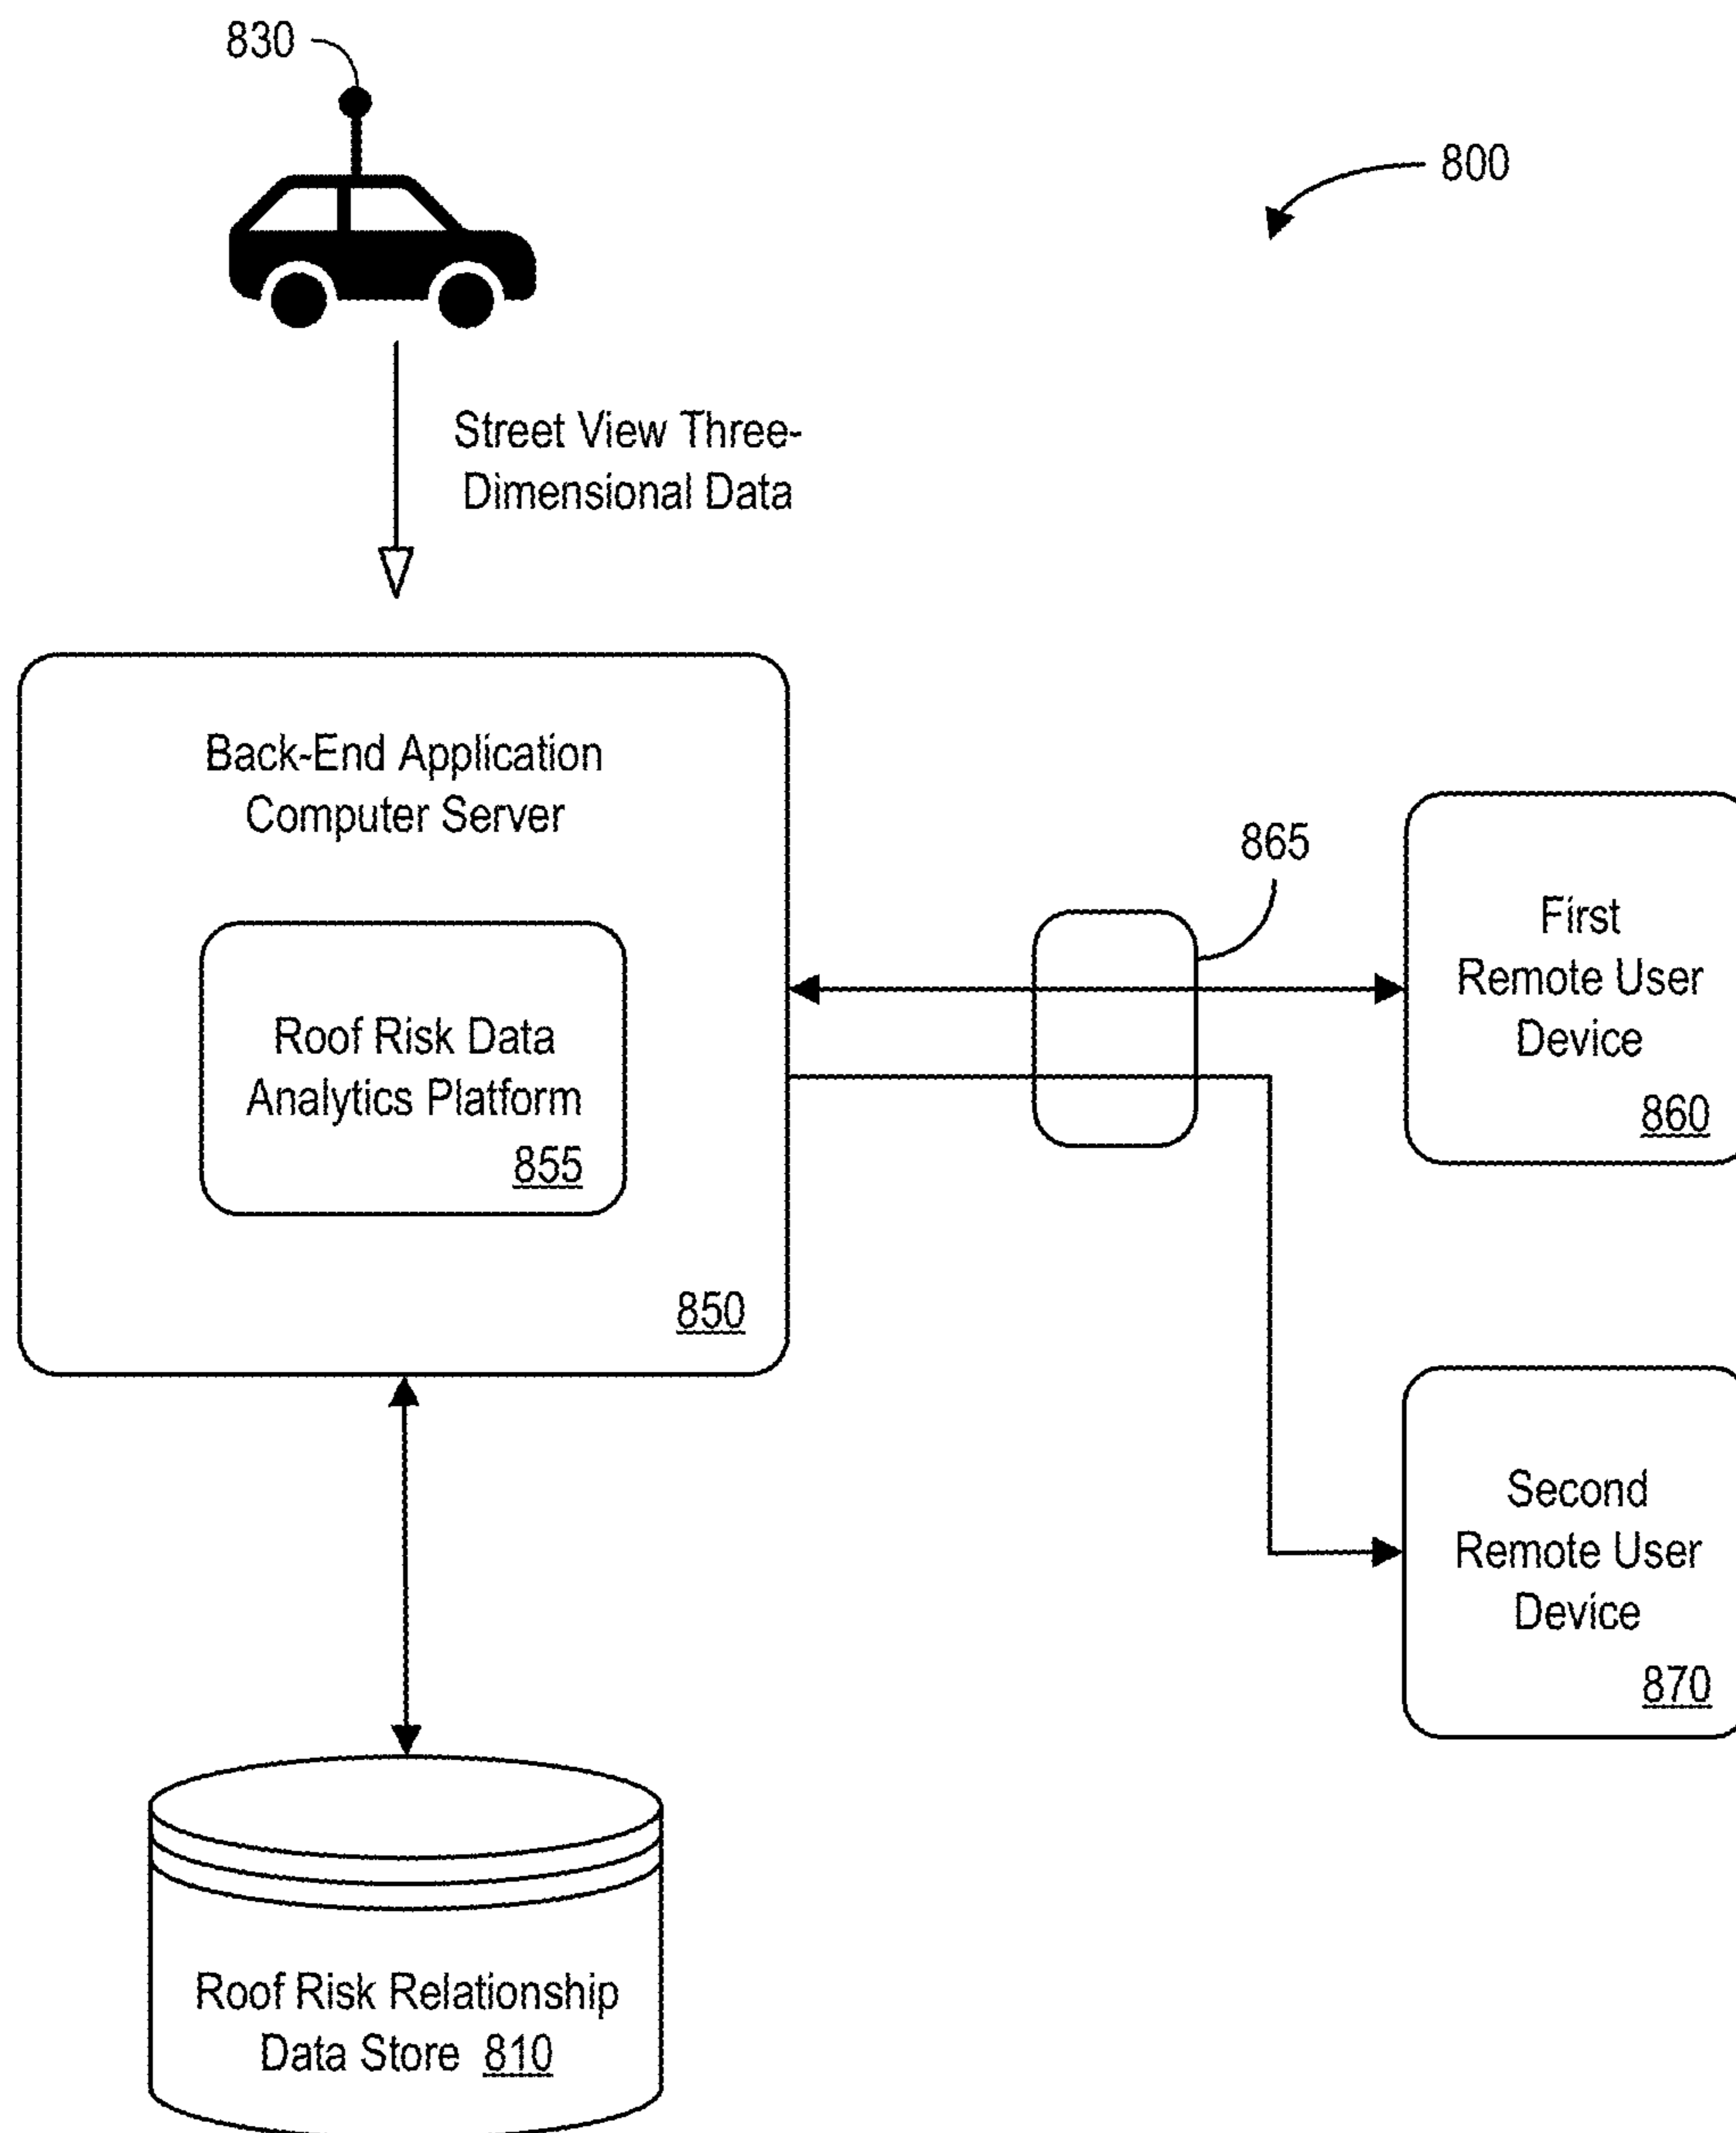 830
800
Street View Three-
Dimensional Data
Back-End Application
Computer Server
Roof Risk Data
Analytics Platform
855
850
865
First
Remote User
Device
860
Second
Remote User
Device
870
Roof Risk Relationship
Data Store 810